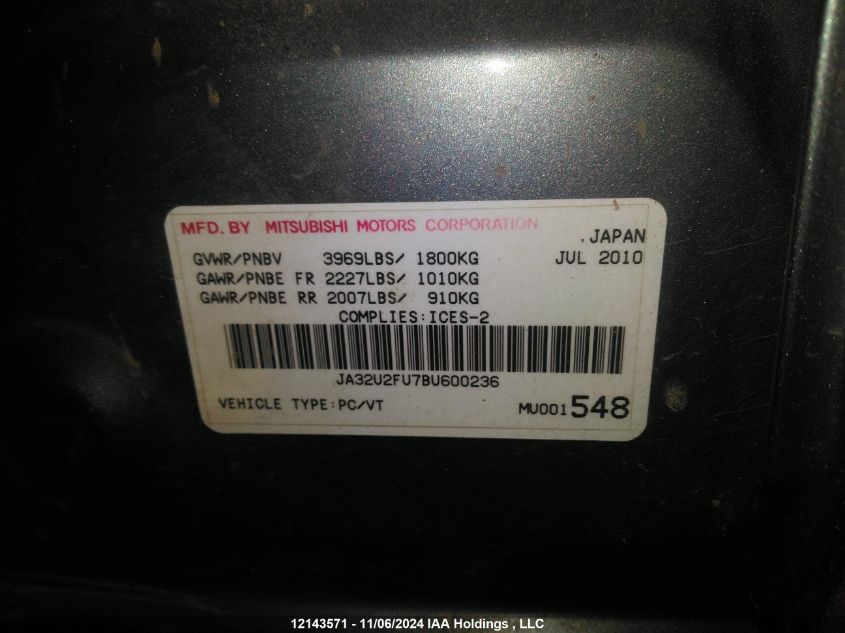 MFD. BY MITSUBISHI MOTORS CORPORATION
, JAPAN
GVWR/PNBV 3969LBS/ 1800KG JUL 2010
GAWR/PNBE FR 2227LBS/ 1010KG
GAWR/PNBE RR 2007LBS/ 910KG
COMPLIES:ICES-2
JA32U2FU7BU600236
VEHICLE TYPE:PC/VT MU001548
12143571 - 11/06/2024 IAA Holdings , LLC